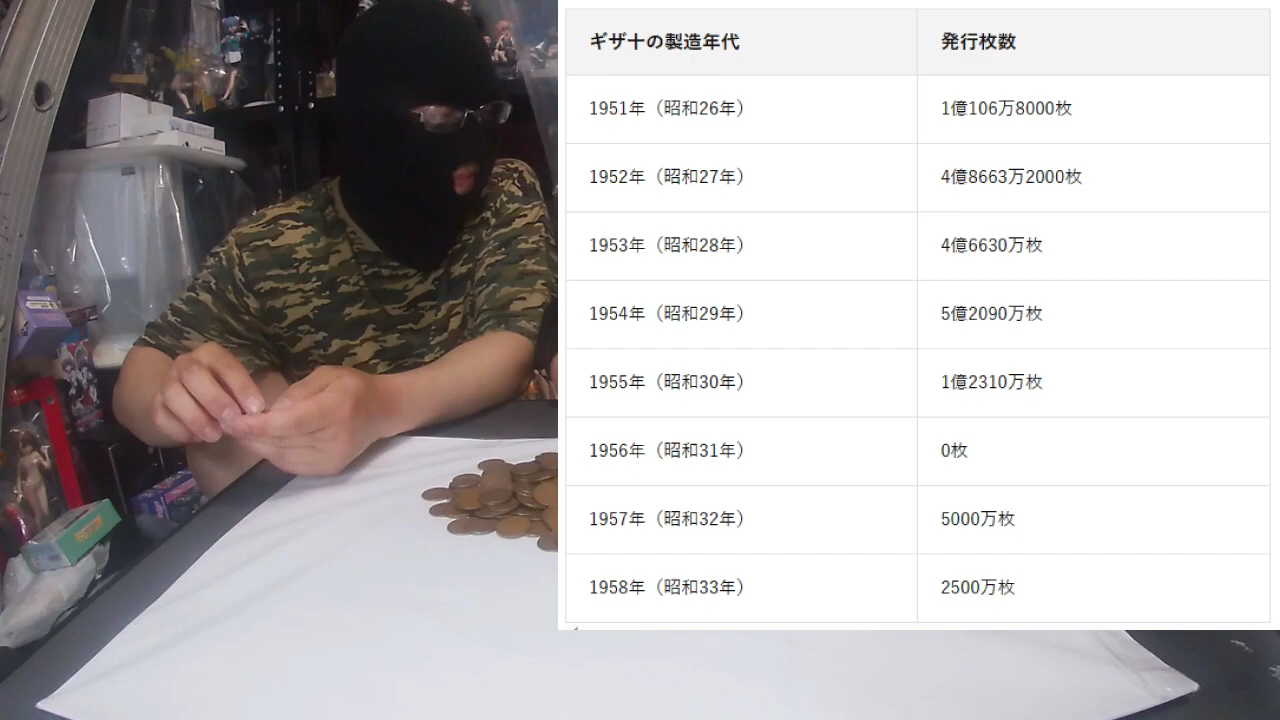 ギザ十の製造年代 発行枚数
1951年（昭和26年） 1億106万8000枚
1952年（昭和27年） 4億8663万2000枚
1953年（昭和28年） 4億6630万枚
1954年（昭和29年） 5億2090万枚
1955年（昭和30年） 1億2310万枚
1956年（昭和31年） 0枚
1957年（昭和32年） 5000万枚
1958年（昭和33年） 2500万枚